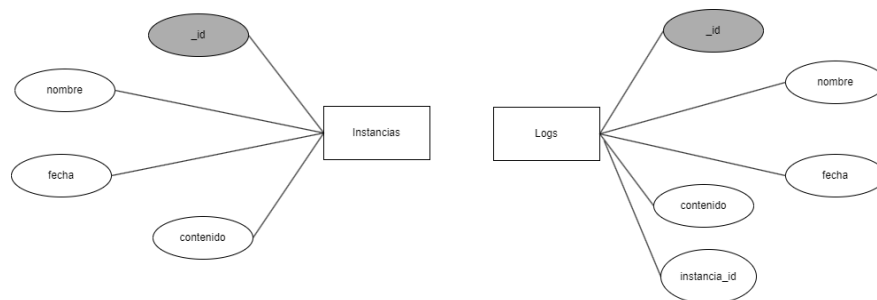 _id
nombre
Instancias
fecha
contenido
_id
nombre
Logs
fecha
contenido
instancia_id